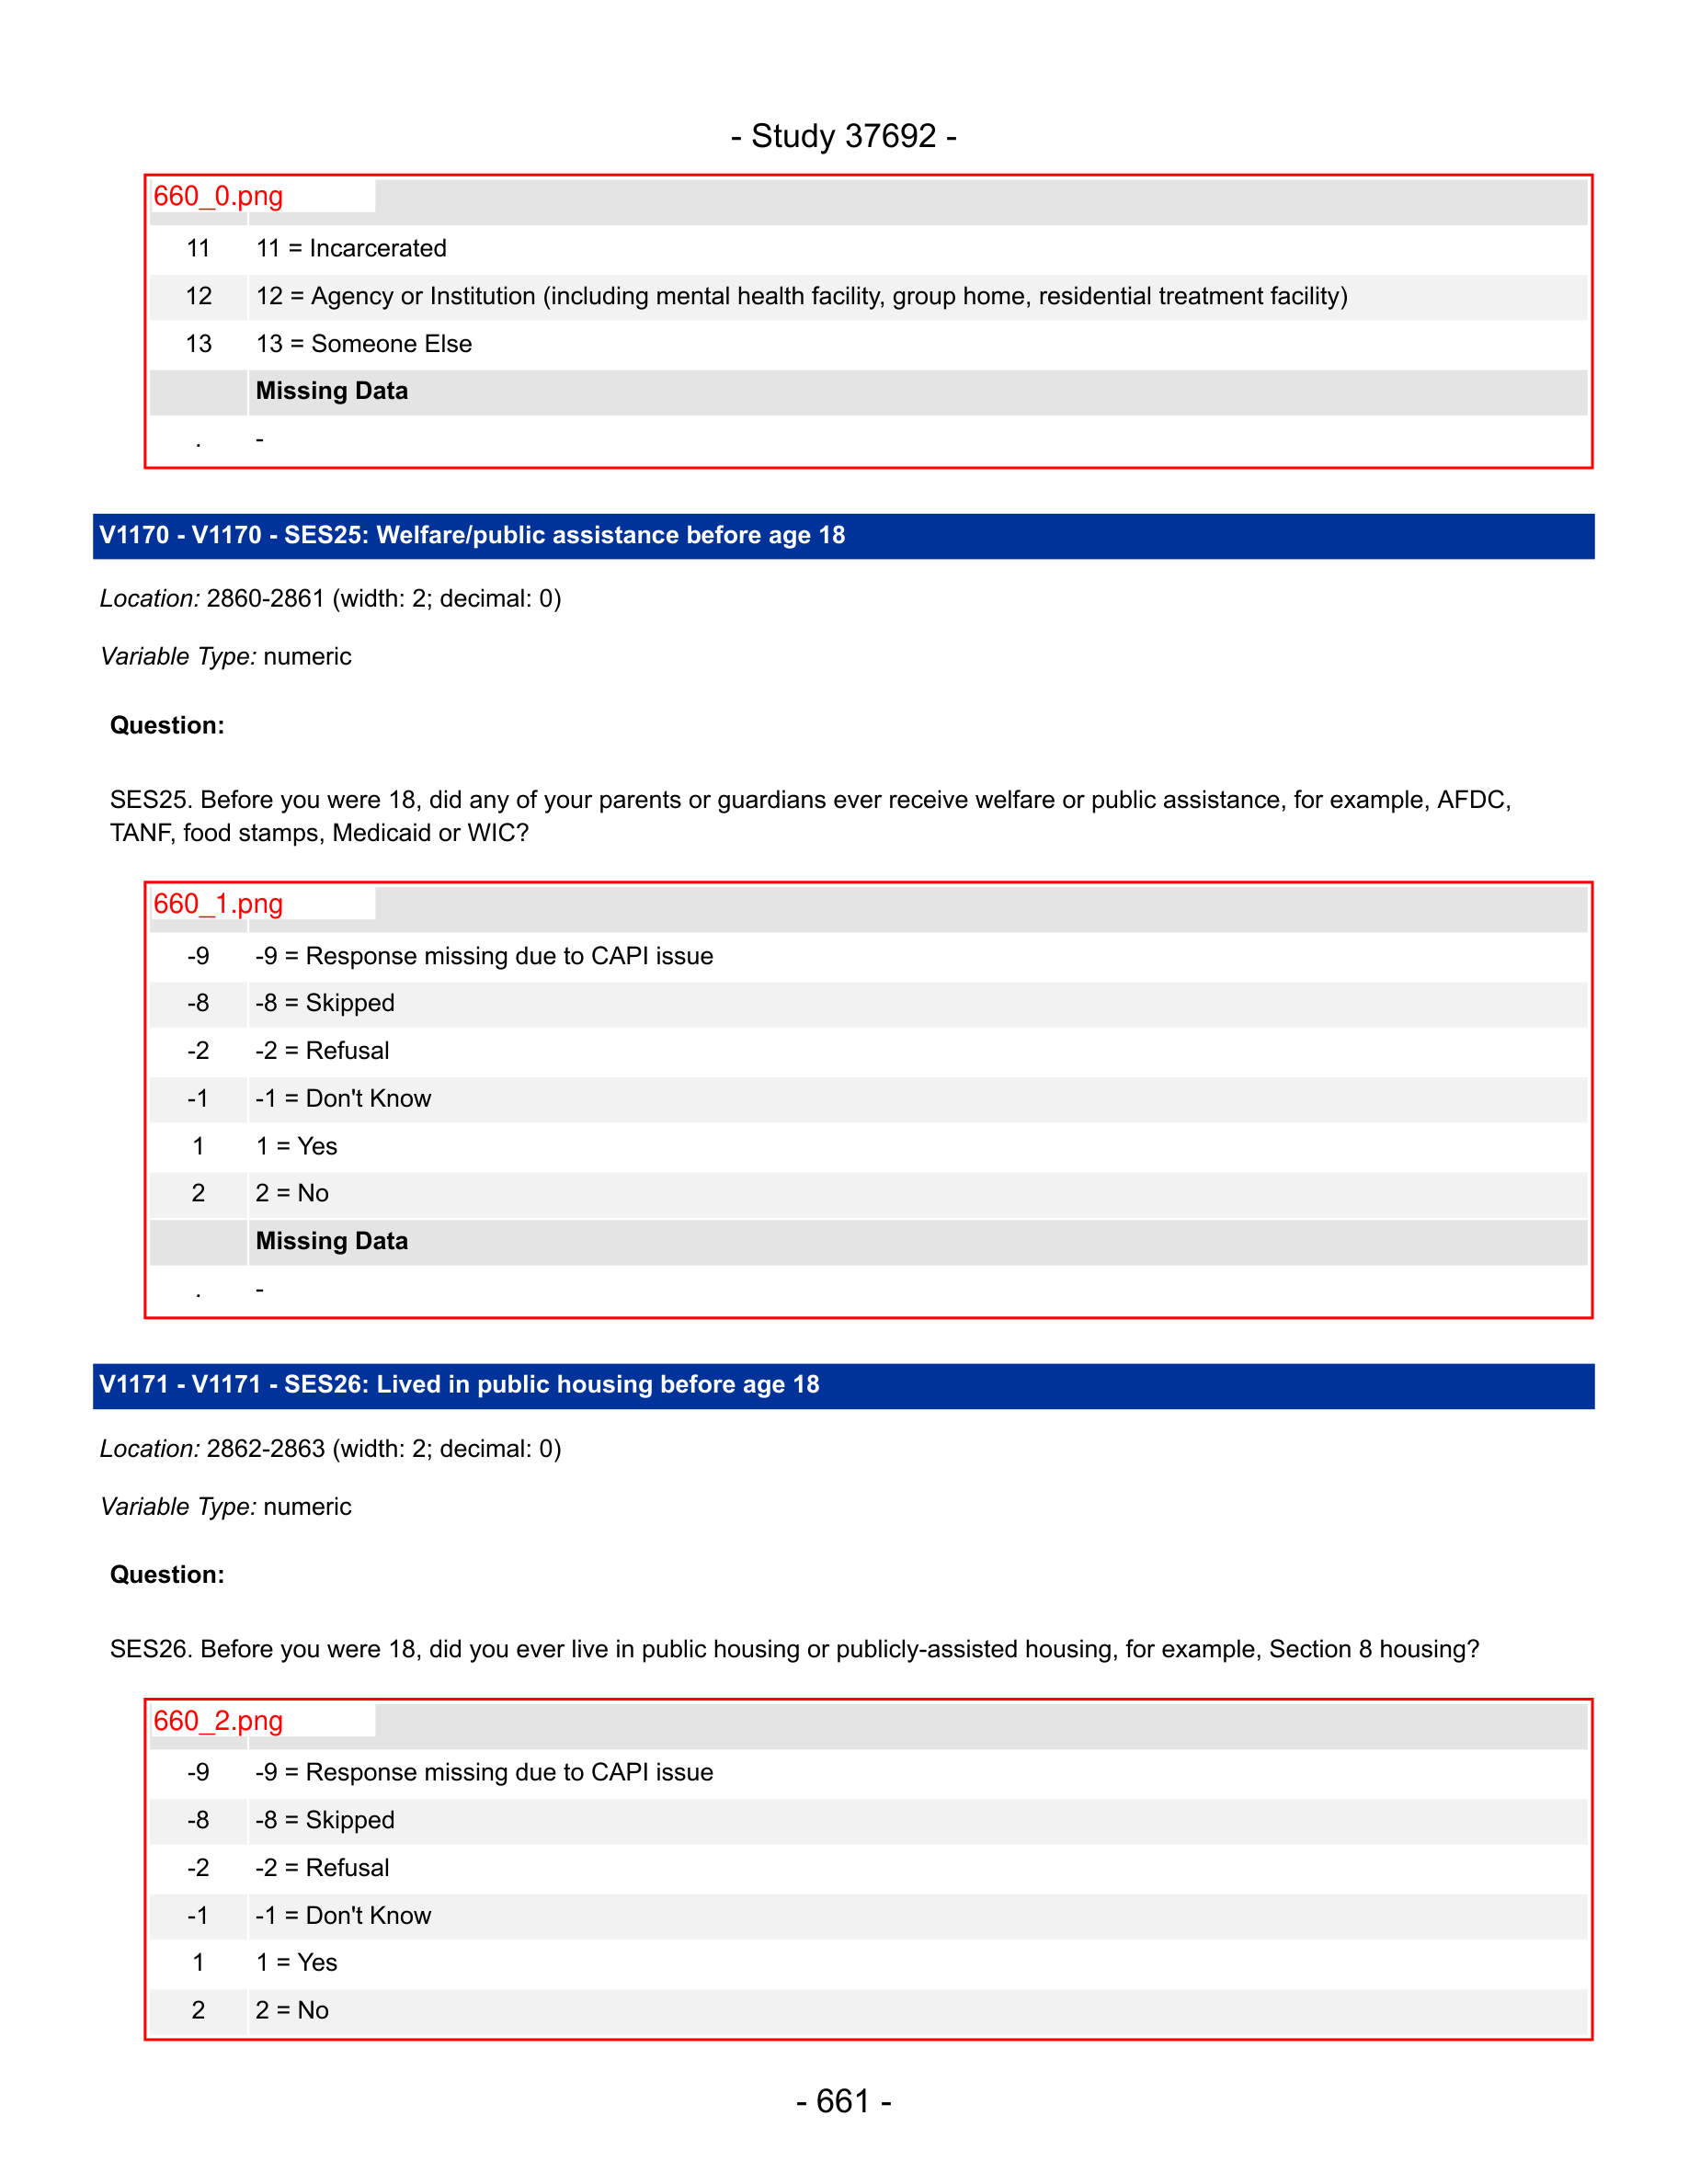 - Study 37692 -
660_0.png
11 11 = Incarcerated
12 12 = Agency or Institution (including mental health facility, group home, residential treatment facility)
13 13 = Someone Else
Missing Data
. -
V1170 - V1170 - SES25: Welfare/public assistance before age 18
Location: 2860-2861 (width: 2; decimal: 0)
Variable Type: numeric
Question:
SES25. Before you were 18, did any of your parents or guardians ever receive welfare or public assistance, for example, AFDC,
TANF, food stamps, Medicaid or WIC?
660_1.png
-9 -9 = Response missing due to CAPI issue
-8 -8 = Skipped
-2 -2 = Refusal
-1 -1 = Don't Know
1 1 = Yes
2 2 = No
Missing Data
. -
V1171 - V1171 - SES26: Lived in public housing before age 18
Location: 2862-2863 (width: 2; decimal: 0)
Variable Type: numeric
Question:
SES26. Before you were 18, did you ever live in public housing or publicly-assisted housing, for example, Section 8 housing?
660_2.png
-9 -9 = Response missing due to CAPI issue
-8 -8 = Skipped
-2 -2 = Refusal
-1 -1 = Don't Know
1 1 = Yes
2 2 = No
- 661 -